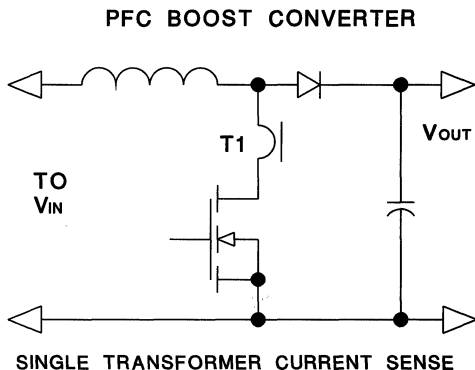 PFC BOOST CONVERTER
T1
VOUT
TO
VIN
SINGLE TRANSFORMER CURRENT SENSE